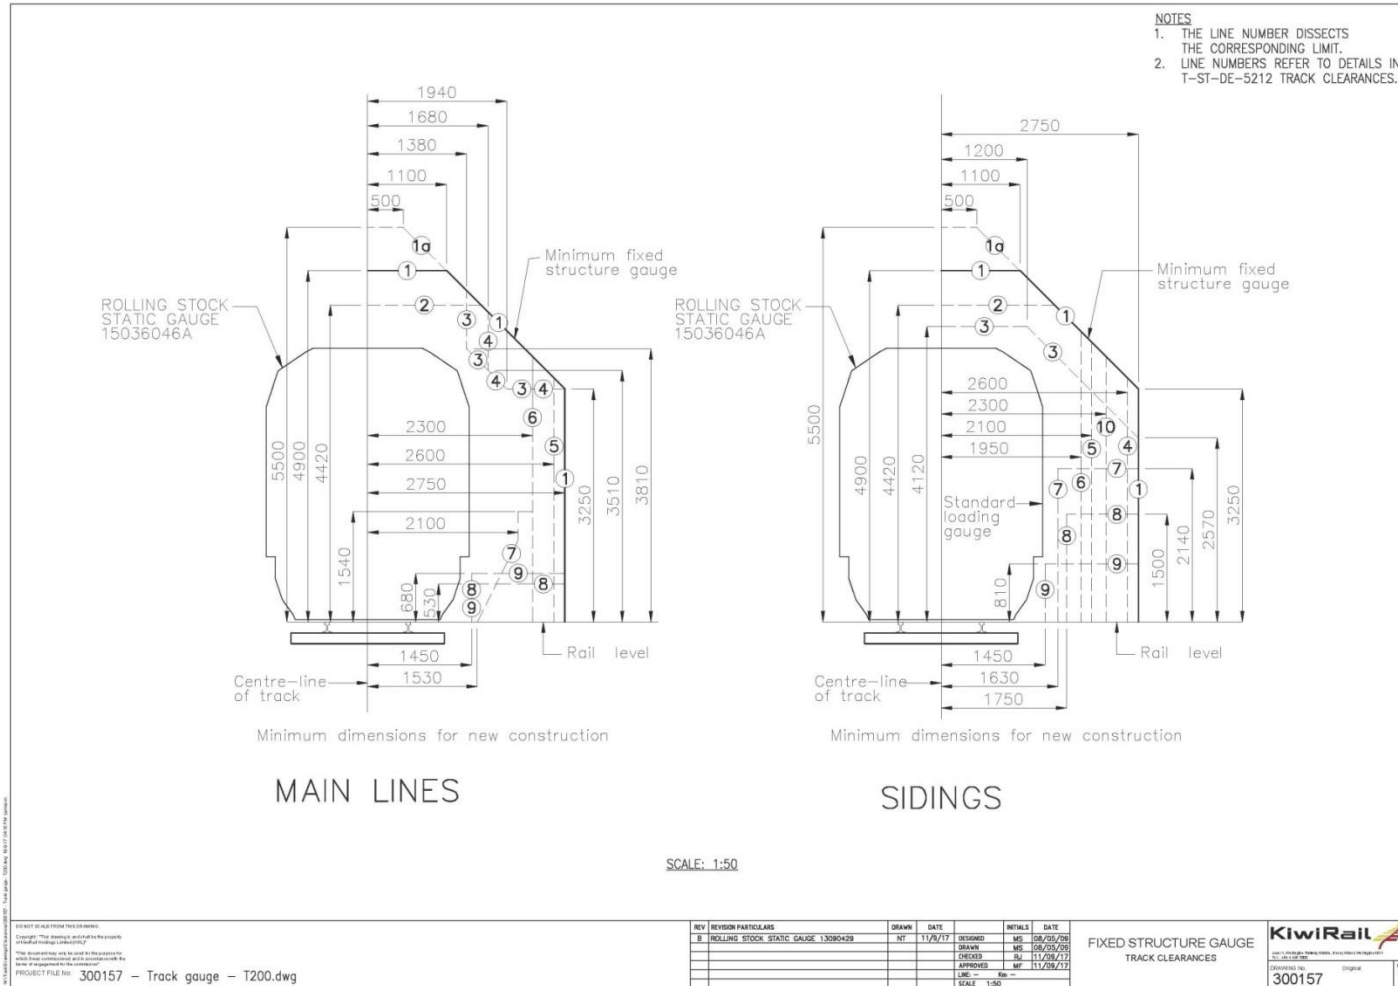 NOTES
1. THE LINE NUMBER DISSECTS
THE CORRESPONDING LIMIT.
2. LINE NUMBERS REFER TO DETAILS IN
T-ST-DE-5212 TRACK CLEARANCES.
1940
1680
1380
1100
500
1a
1
2
3
1
4
3
4
3
4
6
5
1
7
9
8
8
9
Minimum fixed
structure gauge
ROLLING STOCK
STATIC GAUGE
15036046A
5500
4900
4420
2300
2600
2750
2100
1540
680
530
3250
3510
3810
1450
1530
Rail level
Centre-line
of track
Minimum dimensions for new construction
MAIN LINES
2750
1200
1100
500
1a
1
2
1
3
3
Minimum fixed
structure gauge
ROLLING STOCK
STATIC GAUGE
15036046A
2600
2300
2100
1950
10
5
4
7
6
7
1
8
8
9
9
5500
4900
4420
4120
Standard
loading
gauge
810
1500
2140
2570
3250
1450
1630
1750
Rail level
Centre-line
of track
Minimum dimensions for new construction
SIDINGS
SCALE: 1:50
DO NOT SCALE FROM THIS DRAWING.
PROJECT FILE No: 300157 - Track gauge - T200.dwg
REV REVISION PARTICULARS DRAWN DATE INITIALS DATE
B ROLLING STOCK STATIC GAUGE 13090429 NT 11/9/17 DESIGNED MS 08/05/09
DRAWN MS 08/05/09
CHECKED RJ 11/09/17
APPROVED MF 11/09/17
LINE: - Km: -
SCALE 1:50
FIXED STRUCTURE GAUGE
TRACK CLEARANCES
KiwiRail
DRAWING No. Original
300157